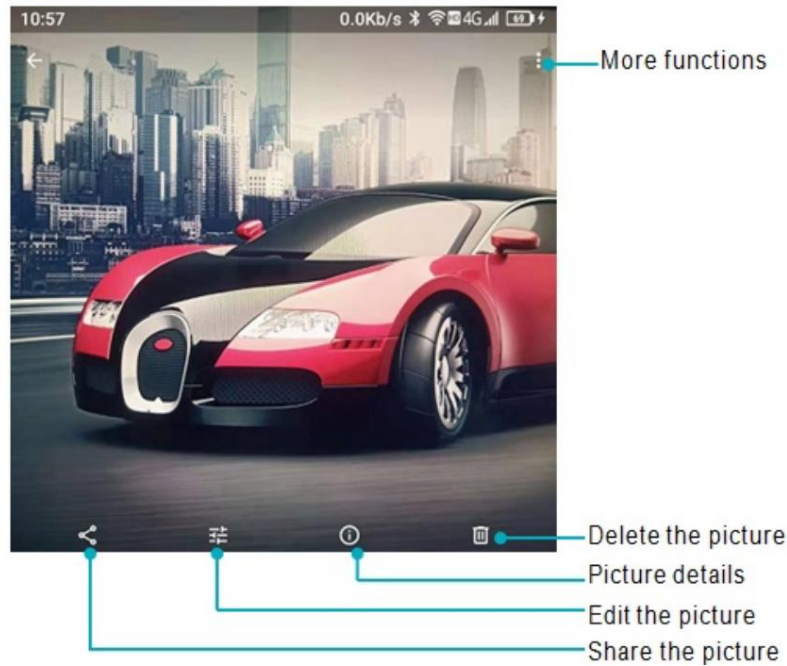 10:57
0.0Kb/s HD 4G 69
More functions
Delete the picture
Picture details
Edit the picture
Share the picture